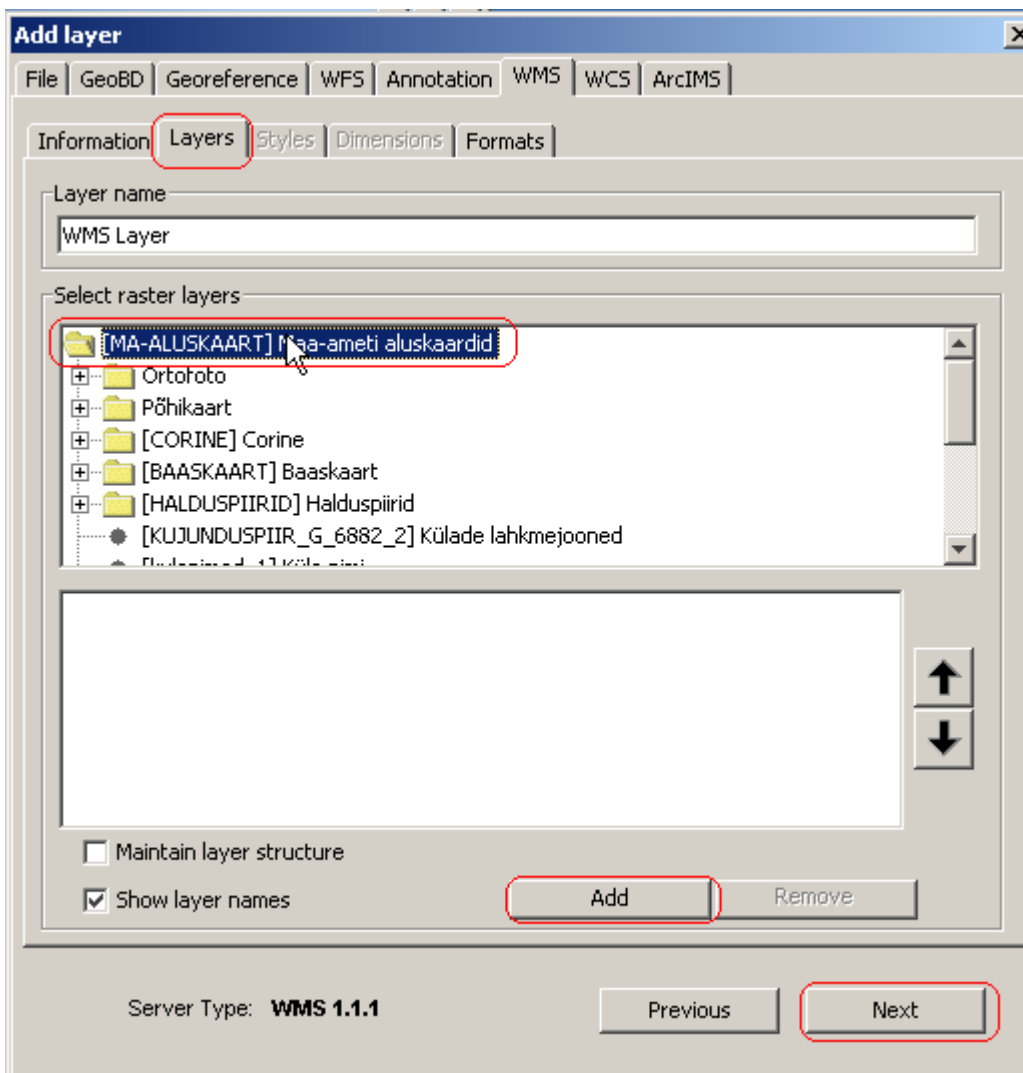 Add layer
File GeoBD Georeference WFS Annotation WMS WCS ArcIMS
Information Layers Styles Dimensions Formats
Layer name
WMS Layer
Select raster layers
[MA-ALUSKAART] Maa-ameti aluskaardid
Ortofoto
Põhikaart
[CORINE] Corine
[BAASKAART] Baaskaart
[HALDUSPIIRID] Halduspiirid
[KUJUNDUSPIIR_G_6882_2] Külade lahkmejooned
Maintain layer structure
Show layer names
Add Remove
Server Type: WMS 1.1.1
Previous Next